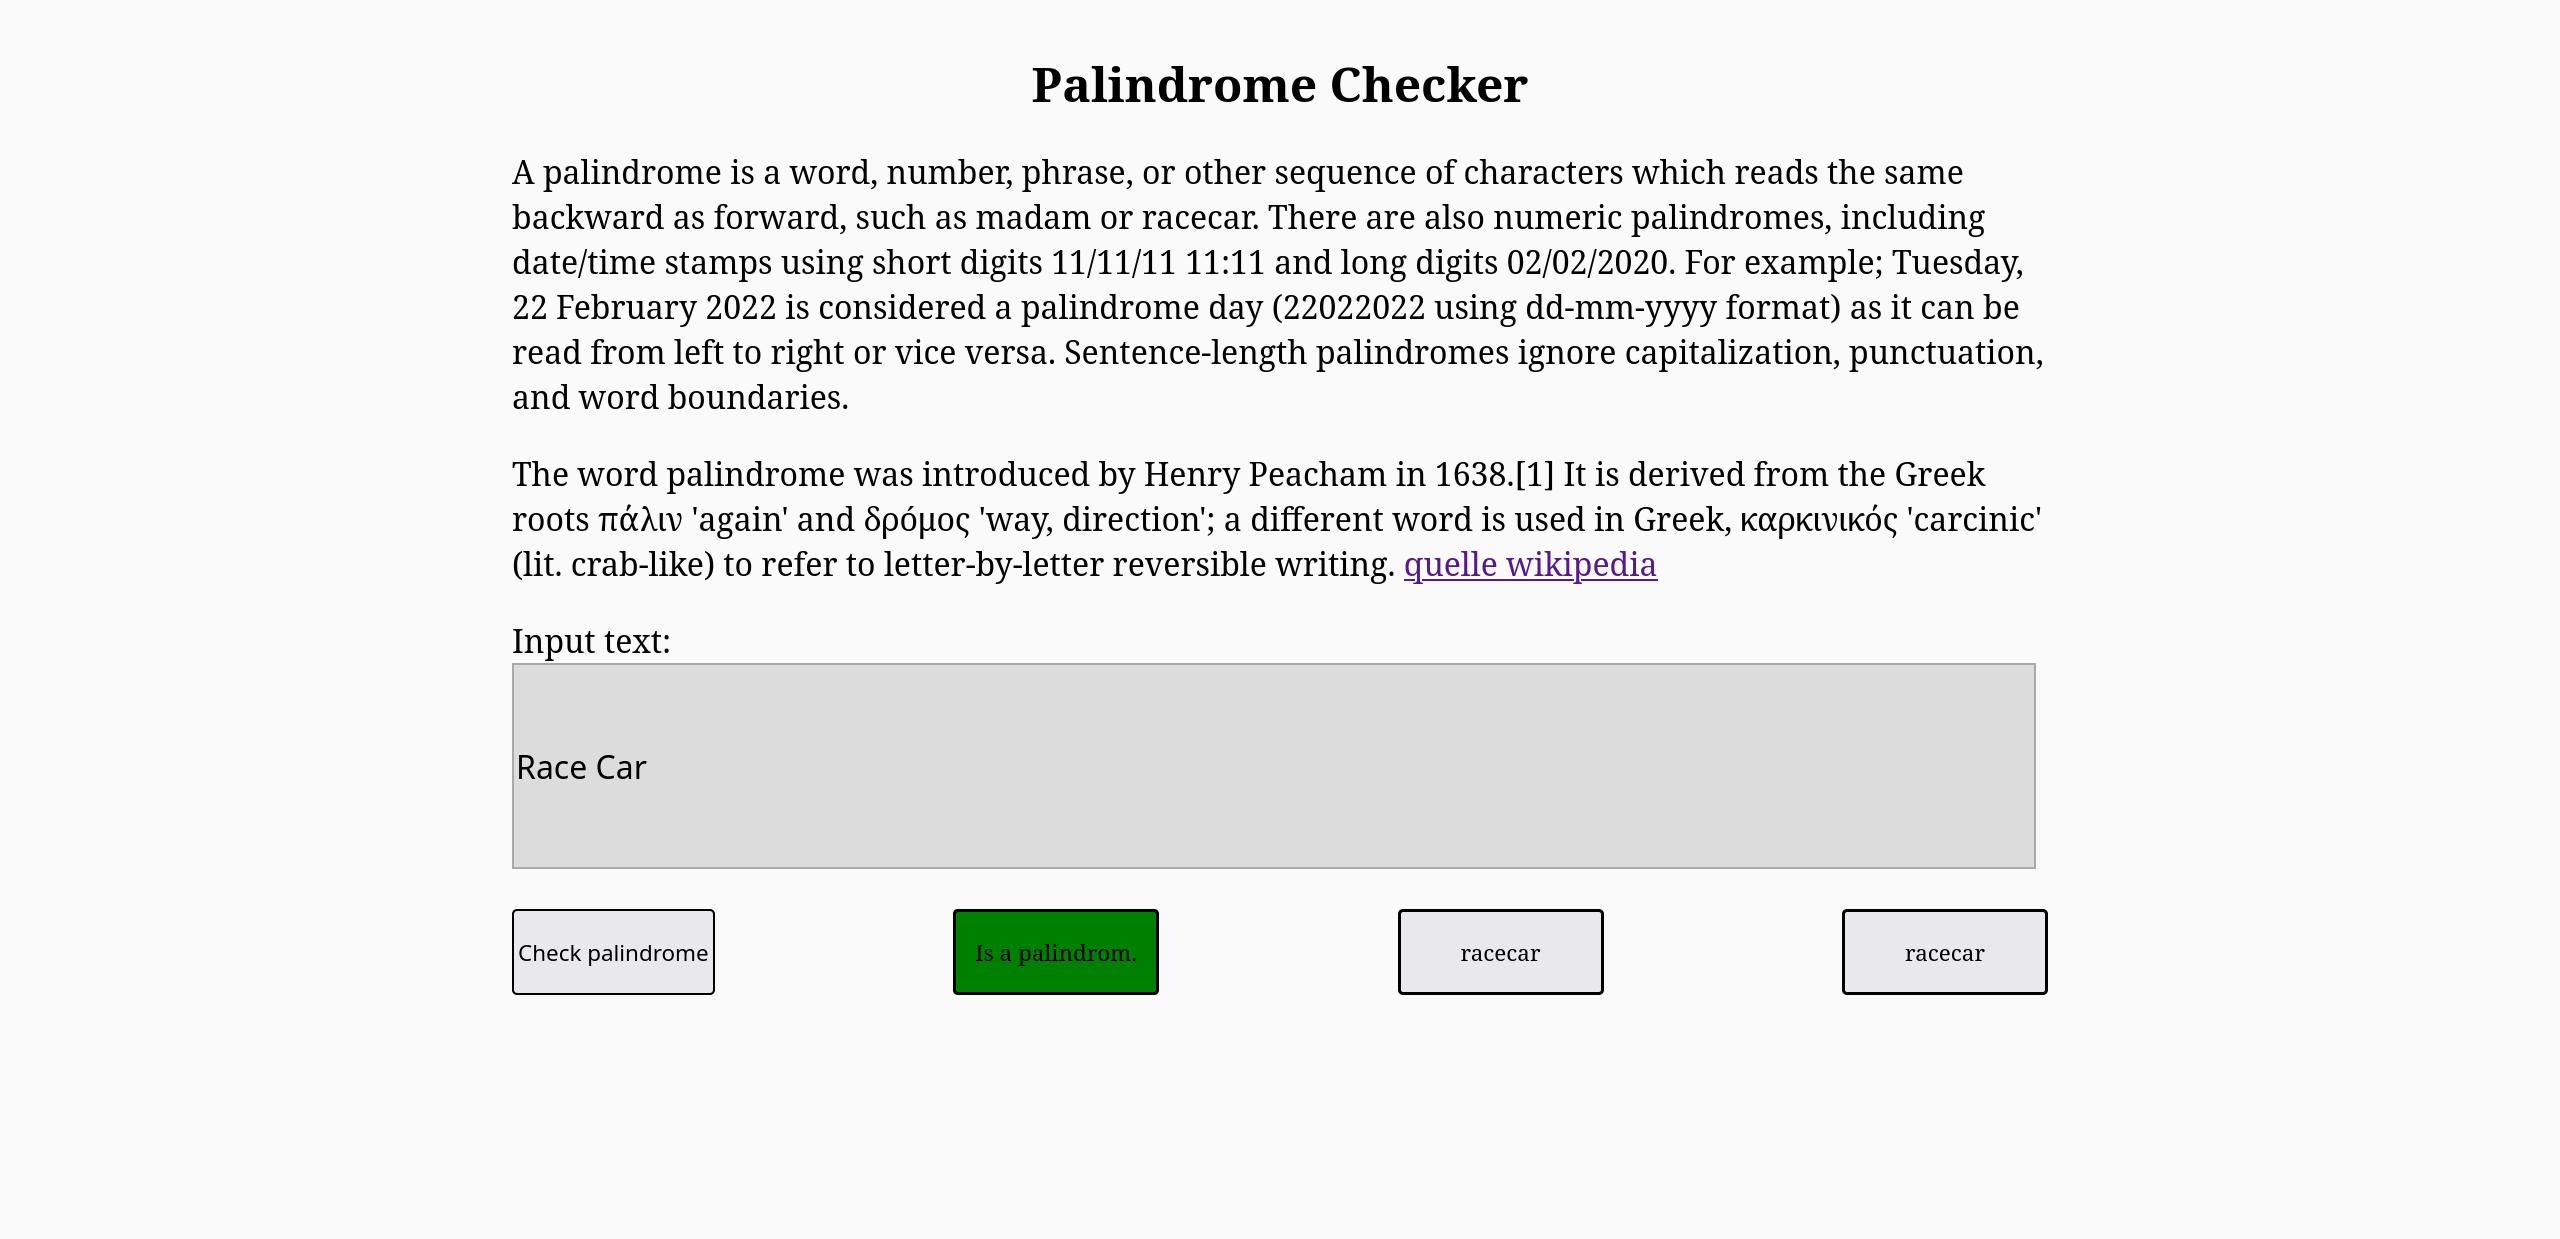 Palindrome Checker
A palindrome is a word, number, phrase, or other sequence of characters which reads the same
backward as forward, such as madam or racecar. There are also numeric palindromes, including
date/time stamps using short digits 11/11/11 11:11 and long digits 02/02/2020. For example; Tuesday,
22 February 2022 is considered a palindrome day (22022022 using dd-mm-yyyy format) as it can be
read from left to right or vice versa. Sentence-length palindromes ignore capitalization, punctuation,
and word boundaries.
The word palindrome was introduced by Henry Peacham in 1638.[1] It is derived from the Greek
roots πάλιν 'again' and δρόμος 'way, direction'; a different word is used in Greek, καρκινικός 'carcinic'
(lit. crab-like) to refer to letter-by-letter reversible writing. quelle wikipedia
Input text:
Race Car
Check palindrome
Is a palindrom.
racecar
racecar